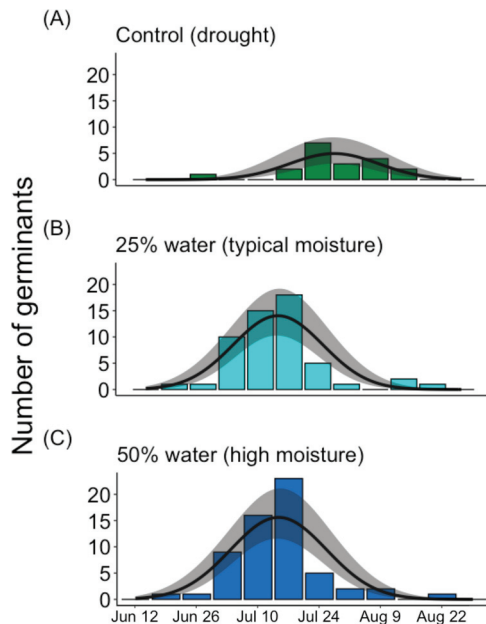 (A)
Control (drought)
20
15
10
5
0
(B)
25% water (typical moisture)
20
15
10
5
0
(C)
50% water (high moisture)
20
15
10
5
0
Jun 12 Jun 26 Jul 10 Jul 24 Aug 9 Aug 22
Number of germinants